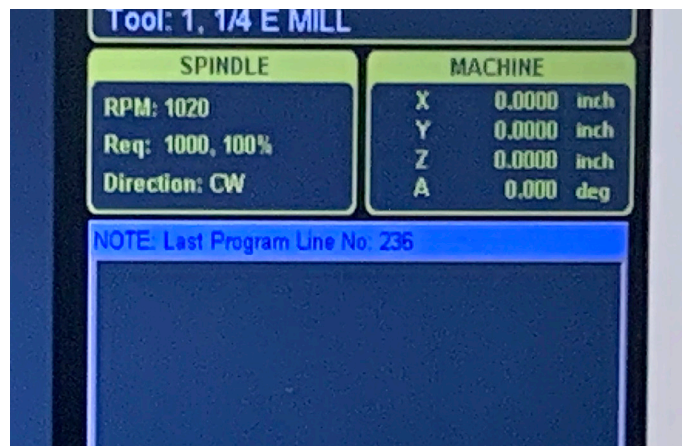 Tool: 1, 1/4 E MILL
SPINDLE
RPM: 1020
Req: 1000, 100%
Direction: CW
MACHINE
X 0.0000 inch
Y 0.0000 inch
Z 0.0000 inch
A 0.000 deg
NOTE: Last Program Line No: 236